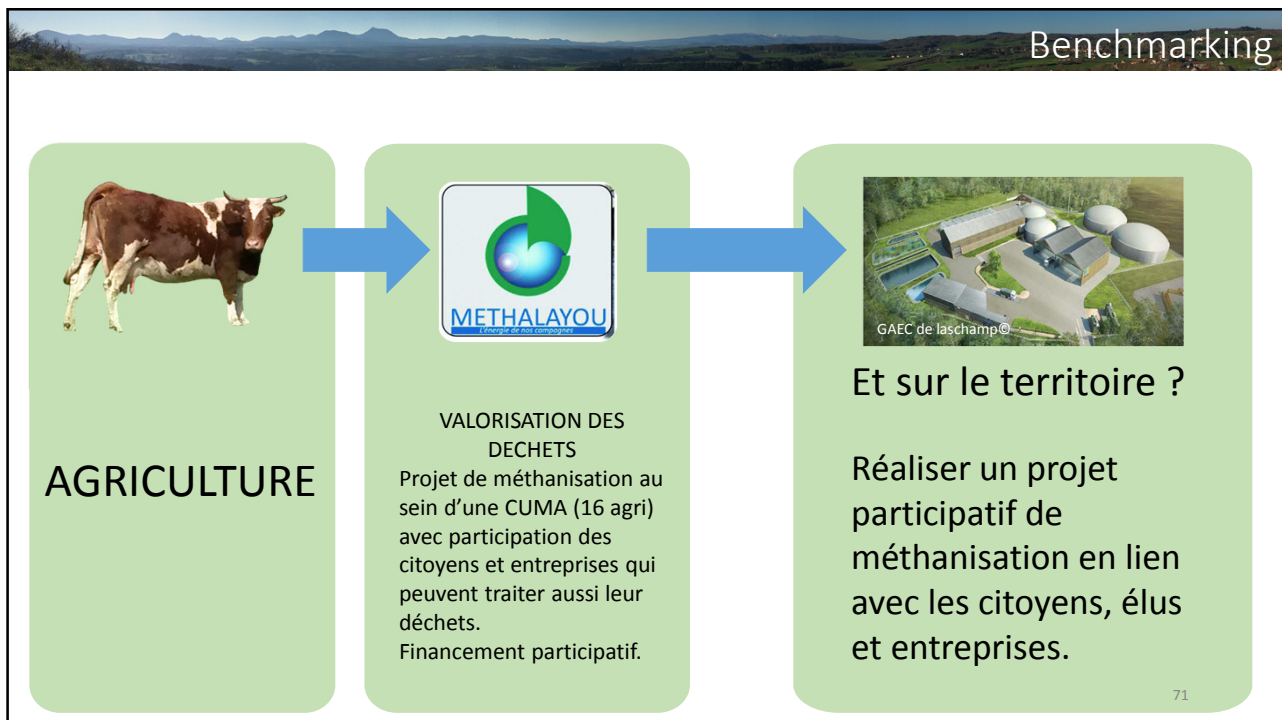 Benchmarking
AGRICULTURE
METHALAYOU
L'énergie de nos campagnes
VALORISATION DES
DECHETS
Projet de méthanisation au
sein d’une CUMA (16 agri)
avec participation des
citoyens et entreprises qui
peuvent traiter aussi leur
déchets.
Financement participatif.
GAEC de laschamp©
Et sur le territoire ?
Réaliser un projet
participatif de
méthanisation en lien
avec les citoyens, élus
et entreprises.
71